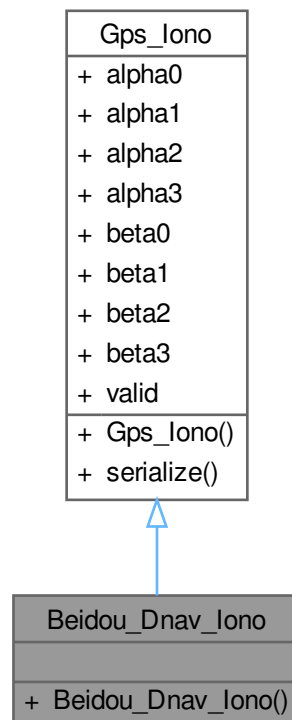 Gps_Iono
+ alpha0
+ alpha1
+ alpha2
+ alpha3
+ beta0
+ beta1
+ beta2
+ beta3
+ valid
+ Gps_Iono()
+ serialize()
Beidou_Dnav_Iono
+ Beidou_Dnav_Iono()